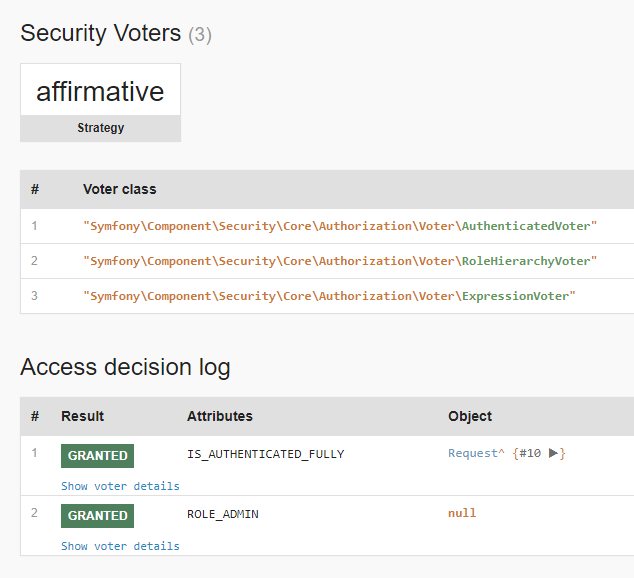 Security Voters (3)
affirmative
Strategy
# Voter class
1 "Symfony\Component\Security\Core\Authorization\Voter\AuthenticatedVoter"
2 "Symfony\Component\Security\Core\Authorization\Voter\RoleHierarchyVoter"
3 "Symfony\Component\Security\Core\Authorization\Voter\ExpressionVoter"
Access decision log
# Result Attributes Object
1 GRANTED IS_AUTHENTICATED_FULLY Request^ {#10 ▶}
Show voter details
2 GRANTED ROLE_ADMIN null
Show voter details